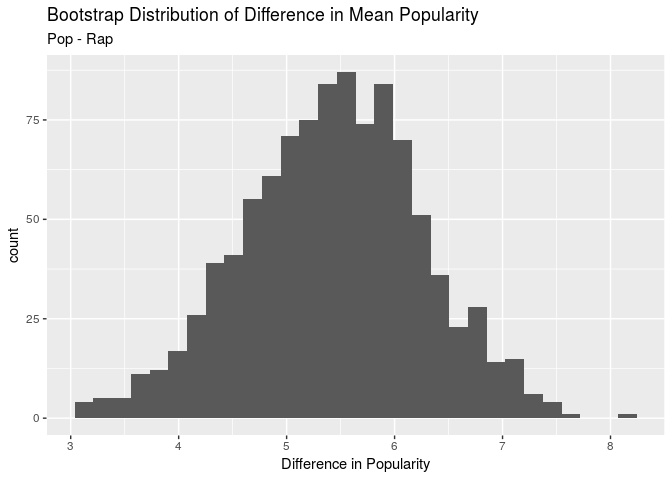 Bootstrap Distribution of Difference in Mean Popularity
Pop - Rap
75
50
25
0
count
3 4 5 6 7 8
Difference in Popularity